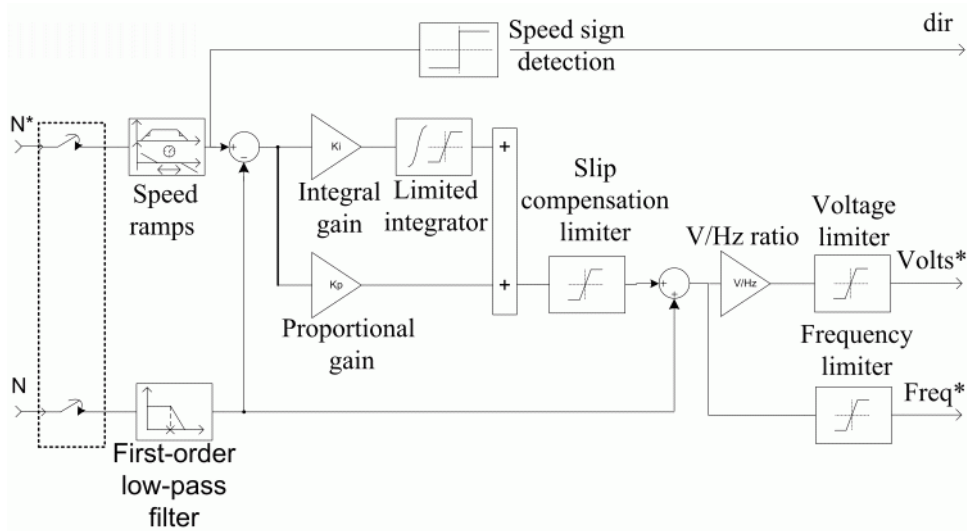 Speed sign
detection
dir
N*
Speed
ramps
+
−
Ki
Integral
gain
Limited
integrator
+
Slip
compensation
limiter
Kp
Proportional
gain
+
+
+
V/Hz ratio
V/Hz
Voltage
limiter
Volts*
Frequency
limiter
Freq*
N
First-order
low-pass
filter